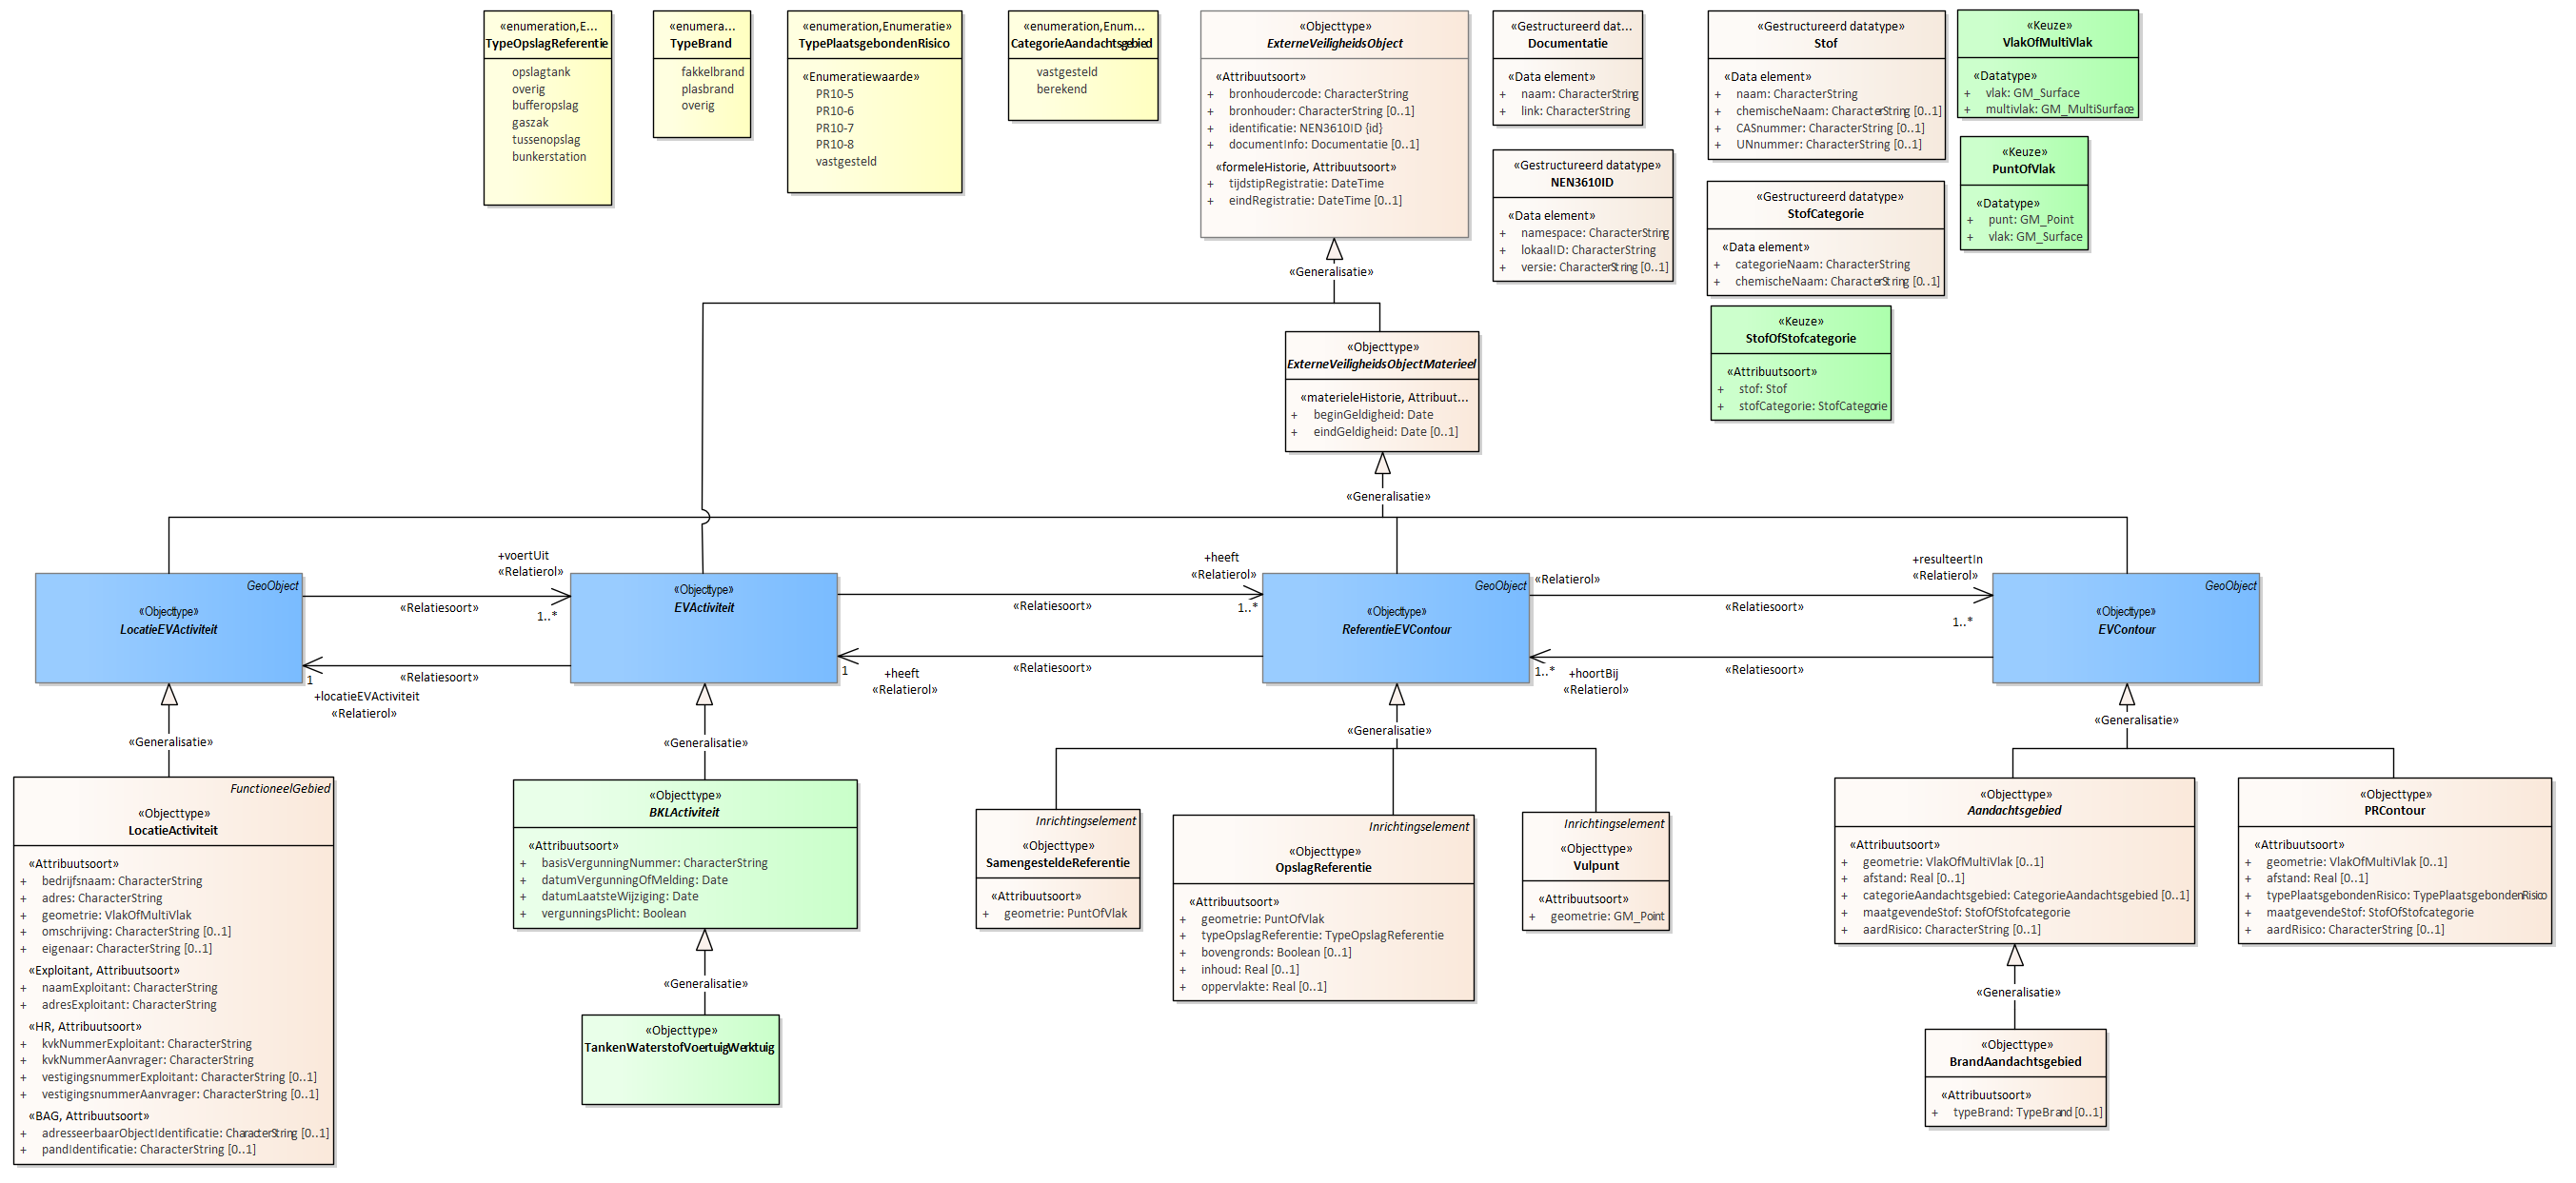 «enumeration,E...
TypeOpslagReferentie
opslagtank
overig
bufferopslag
gaszak
tussenopslag
bunkerstation
«enumera...
TypeBrand
fakkelbrand
plasbrand
overig
«enumeration,Enumeratie»
TypePlaatsgebondenRisico
«Enumeratiewaarde»
PR10-5
PR10-6
PR10-7
PR10-8
vastgesteld
«enumeration,Enum...
CategorieAandachtsgebied
vastgesteld
berekend
«Objecttype»
ExterneVeiligheidsObject
«Attribuutsoort»
+ bronhoudercode: CharacterString
+ bronhouder: CharacterString [0..1]
+ identificatie: NEN3610ID {id}
+ documentInfo: Documentatie [0..1]
«formeleHistorie, Attribuutsoort»
+ tijdstipRegistratie: DateTime
+ eindRegistratie: DateTime [0..1]
«Gestructureerd dat...
Documentatie
«Data element»
+ naam: CharacterString
+ link: CharacterString
«Gestructureerd datatype»
NEN3610ID
«Data element»
+ namespace: CharacterString
+ lokaalID: CharacterString
+ versie: CharacterString [0..1]
«Gestructureerd datatype»
Stof
«Data element»
+ naam: CharacterString
+ chemischeNaam: CharacterString [0..1]
+ CASnummer: CharacterString [0..1]
+ UNnummer: CharacterString [0..1]
«Gestructureerd datatype»
StofCategorie
«Data element»
+ categorieNaam: CharacterString
+ chemischeNaam: CharacterString [0..1]
«Keuze»
StofOfStofcategorie
«Attribuutsoort»
+ stof: Stof
+ stofCategorie: StofCategorie
«Keuze»
VlakOfMultiVlak
«Datatype»
+ vlak: GM_Surface
+ multivlak: GM_MultiSurface
«Keuze»
PuntOfVlak
«Datatype»
+ punt: GM_Point
+ vlak: GM_Surface
«Generalisatie»
«Objecttype»
ExterneVeiligheidsObjectMaterieel
«materieleHistorie, Attribuut...
+ beginGeldigheid: Date
+ eindGeldigheid: Date [0..1]
«Generalisatie»
GeoObject
«Objecttype»
LocatieEVActiviteit
+voertUit
«Relatierol»
«Relatiesoort»
1..*
«Relatiesoort»
1
+locatieEVActiviteit
«Relatierol»
«Objecttype»
EVActiviteit
+heeft
«Relatierol»
«Relatiesoort»
1..*
«Relatiesoort»
1
+heeft
«Relatierol»
GeoObject
«Objecttype»
ReferentieEVContour
«Relatierol»
+resulteertIn
«Relatierol»
«Relatiesoort»
1..*
«Relatiesoort»
1..*
+hoortBij
«Relatierol»
GeoObject
«Objecttype»
EVContour
«Generalisatie»
«Generalisatie»
«Generalisatie»
«Generalisatie»
FunctioneelGebied
«Objecttype»
LocatieActiviteit
«Attribuutsoort»
+ bedrijfsnaam: CharacterString
+ adres: CharacterString
+ geometrie: VlakOfMultiVlak
+ omschrijving: CharacterString [0..1]
+ eigenaar: CharacterString [0..1]
«Exploitant, Attribuutsoort»
+ naamExploitant: CharacterString
+ adresExploitant: CharacterString
«HR, Attribuutsoort»
+ kvkNummerExploitant: CharacterString
+ kvkNummerAanvrager: CharacterString
+ vestigingsnummerExploitant: CharacterString [0..1]
+ vestigingsnummerAanvrager: CharacterString [0..1]
«BAG, Attribuutsoort»
+ adresseerbaarObjectIdentificatie: CharacterString [0..1]
+ pandIdentificatie: CharacterString [0..1]
«Objecttype»
BKLActiviteit
«Attribuutsoort»
+ basisVergunningNummer: CharacterString
+ datumVergunningOfMelding: Date
+ datumLaatsteWijziging: Date
+ vergunningsPlicht: Boolean
«Generalisatie»
«Objecttype»
TankenWaterstofVoertuigWerktuig
Inrichtingselement
«Objecttype»
SamengesteldeReferentie
«Attribuutsoort»
+ geometrie: PuntOfVlak
Inrichtingselement
«Objecttype»
OpslagReferentie
«Attribuutsoort»
+ geometrie: PuntOfVlak
+ typeOpslagReferentie: TypeOpslagReferentie
+ bovengronds: Boolean [0..1]
+ inhoud: Real [0..1]
+ oppervlakte: Real [0..1]
Inrichtingselement
«Objecttype»
Vulpunt
«Attribuutsoort»
+ geometrie: GM_Point
«Objecttype»
Aandachtsgebied
«Attribuutsoort»
+ geometrie: VlakOfMultiVlak [0..1]
+ afstand: Real [0..1]
+ categorieAandachtsgebied: CategorieAandachtsgebied [0..1]
+ maatgevendeStof: StofOfStofcategorie
+ aardRisico: CharacterString [0..1]
«Generalisatie»
«Objecttype»
BrandAandachtsgebied
«Attribuutsoort»
+ typeBrand: TypeBrand [0..1]
«Objecttype»
PRContour
«Attribuutsoort»
+ geometrie: VlakOfMultiVlak [0..1]
+ afstand: Real [0..1]
+ typePlaatsgebondenRisico: TypePlaatsgebondenRisico
+ maatgevendeStof: StofOfStofcategorie
+ aardRisico: CharacterString [0..1]